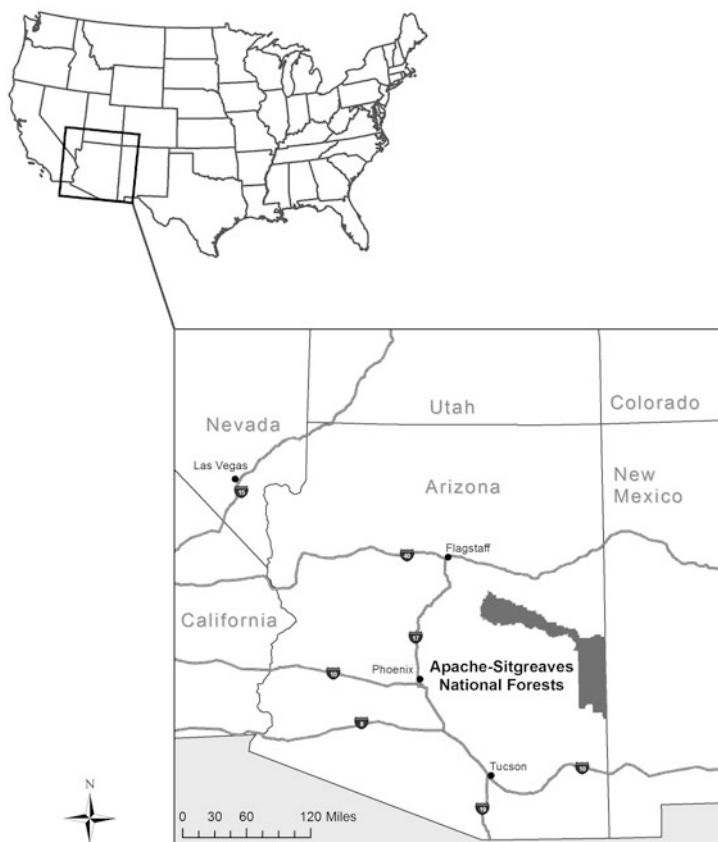 Nevada
Utah
Colorado
Las Vegas
15
Arizona
New
Mexico
40
Flagstaff
California
17
Phoenix
Apache-Sitgreaves
National Forests
10
8
Tucson
10
19
N
0 30 60 120 Miles